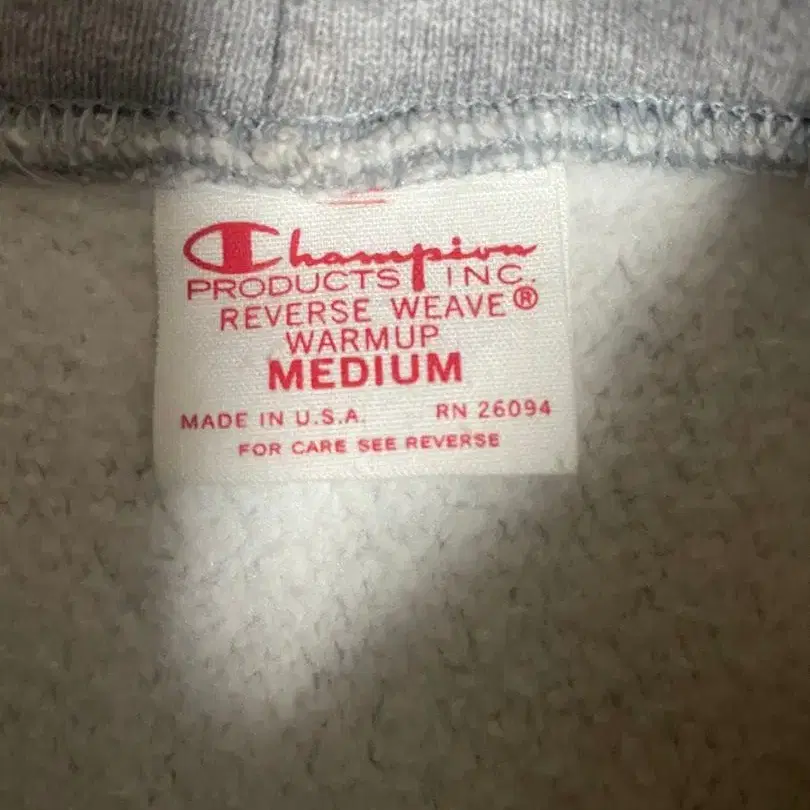 Champion
PRODUCTS INC.
REVERSE WEAVE®
WARMUP
MEDIUM
MADE IN U.S.A. RN 26094
FOR CARE SEE REVERSE